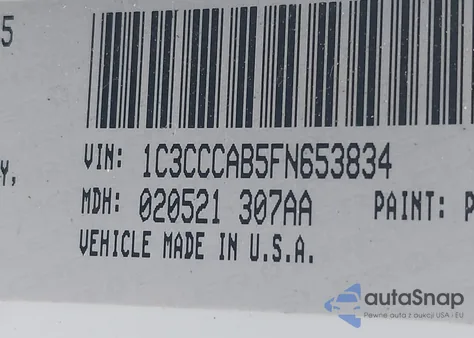 5
Y,
VIN: 1C3CCCAB5FN653834
MDH: 020521 307AA PAINT: P
VEHICLE MADE IN U.S.A.
autaSnap
Pewne auta z aukcji USA i EU